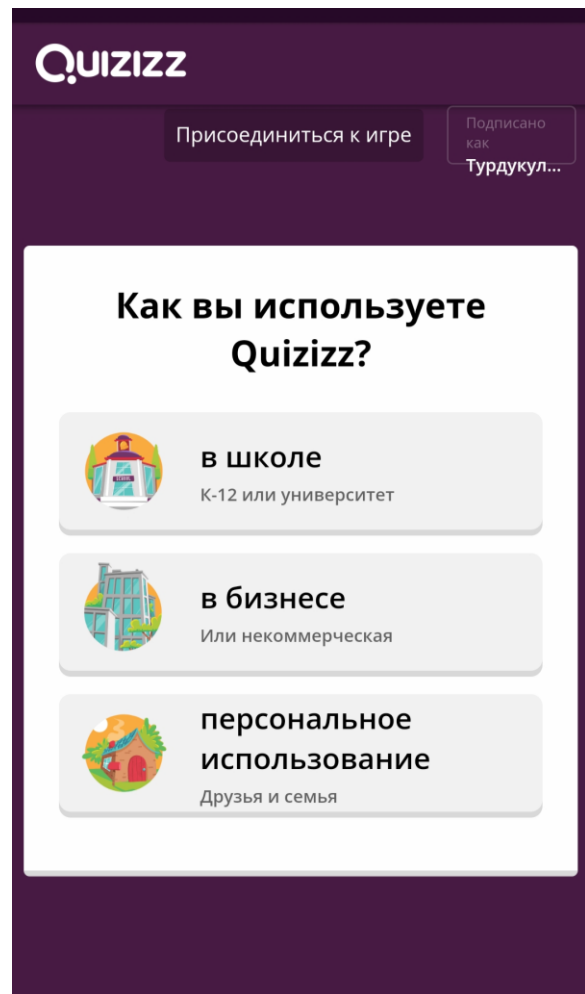 Quizizz
Присоединиться к игре
Подписано
как
Турдукул...
Как вы используете
Quizizz?
в школе
К-12 или университет
SCHOOL
в бизнесе
Или некоммерческая
персональное
использование
Друзья и семья